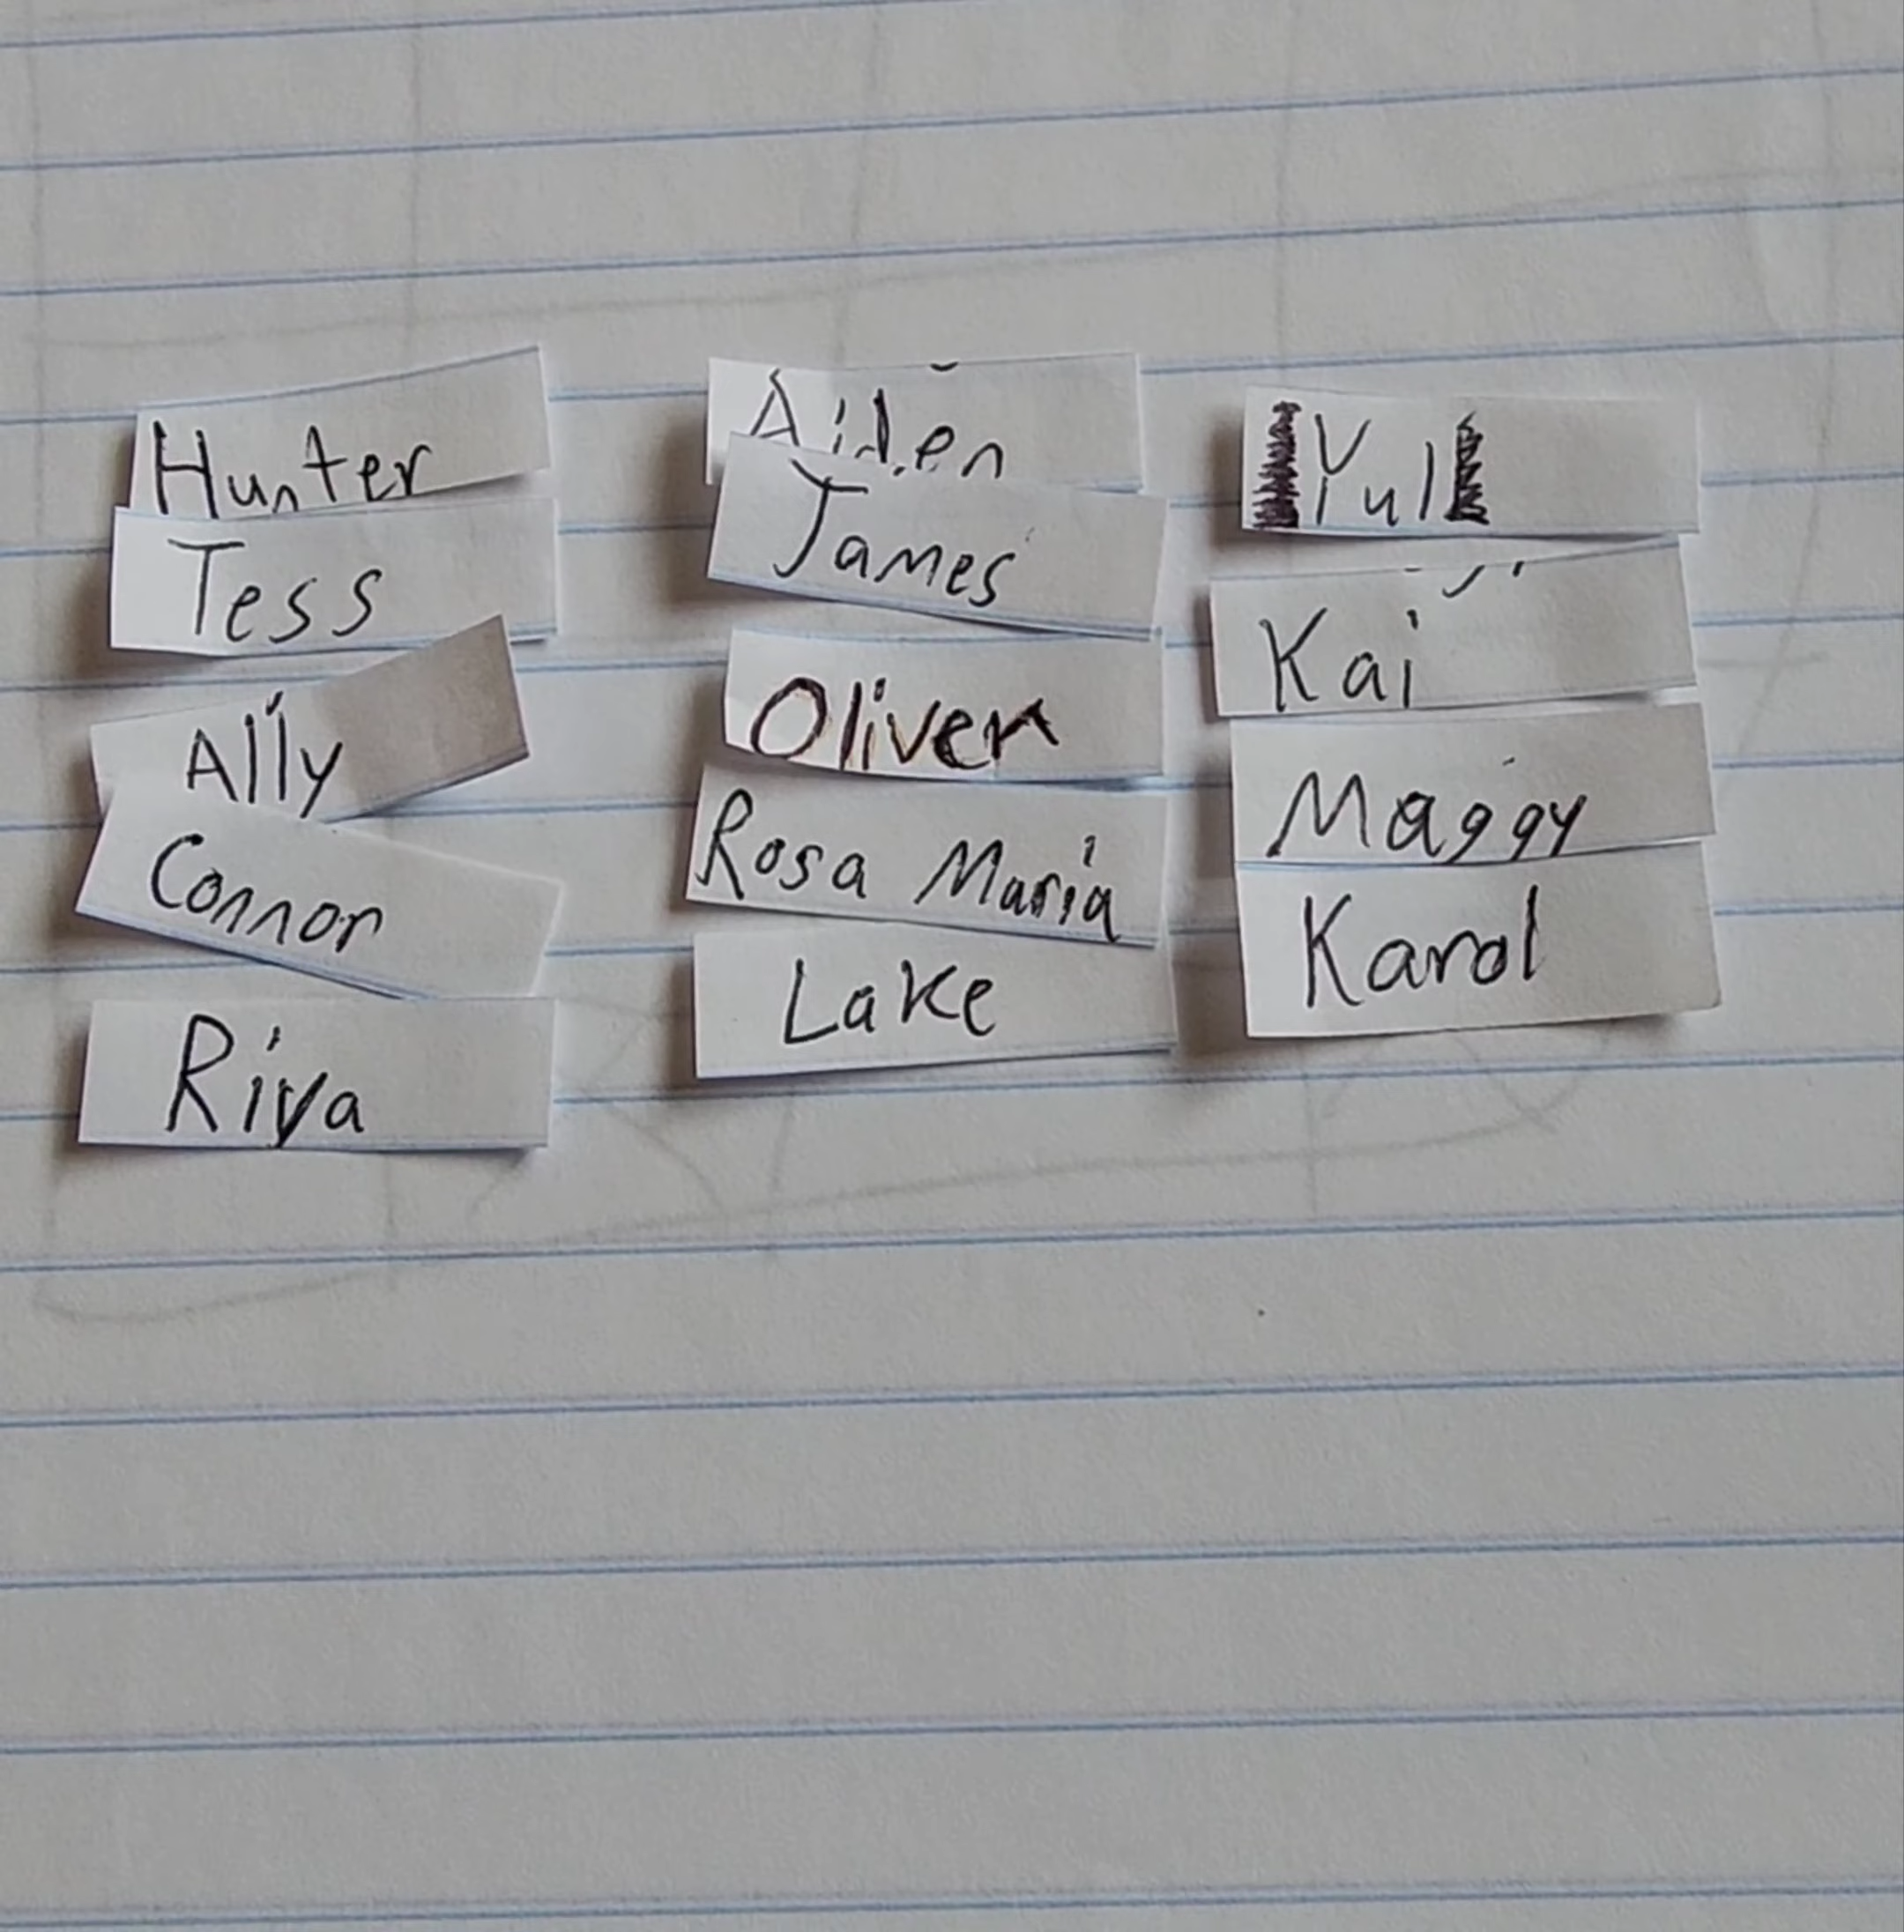 Hunter
Tess
Ally
Connor
Riya
Aiden
James
Oliver
Rosa Maria
Lake
Yul
Kai
Maggy
Karol